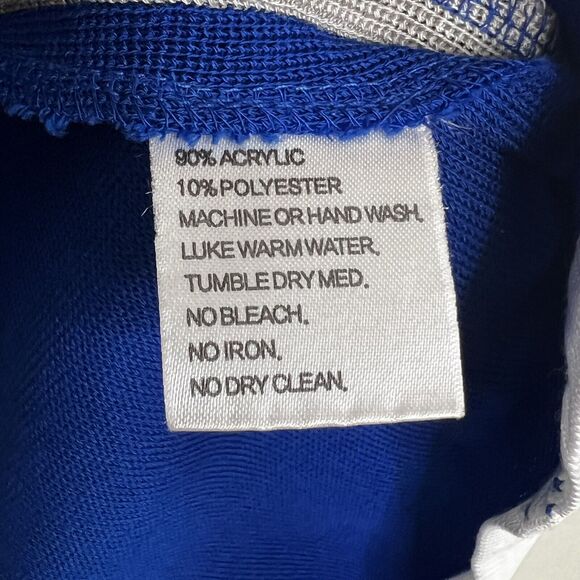 90% ACRYLIC
10% POLYESTER
MACHINE OR HAND WASH.
LUKE WARM WATER.
TUMBLE DRY MED.
NO BLEACH.
NO IRON.
NO DRY CLEAN.